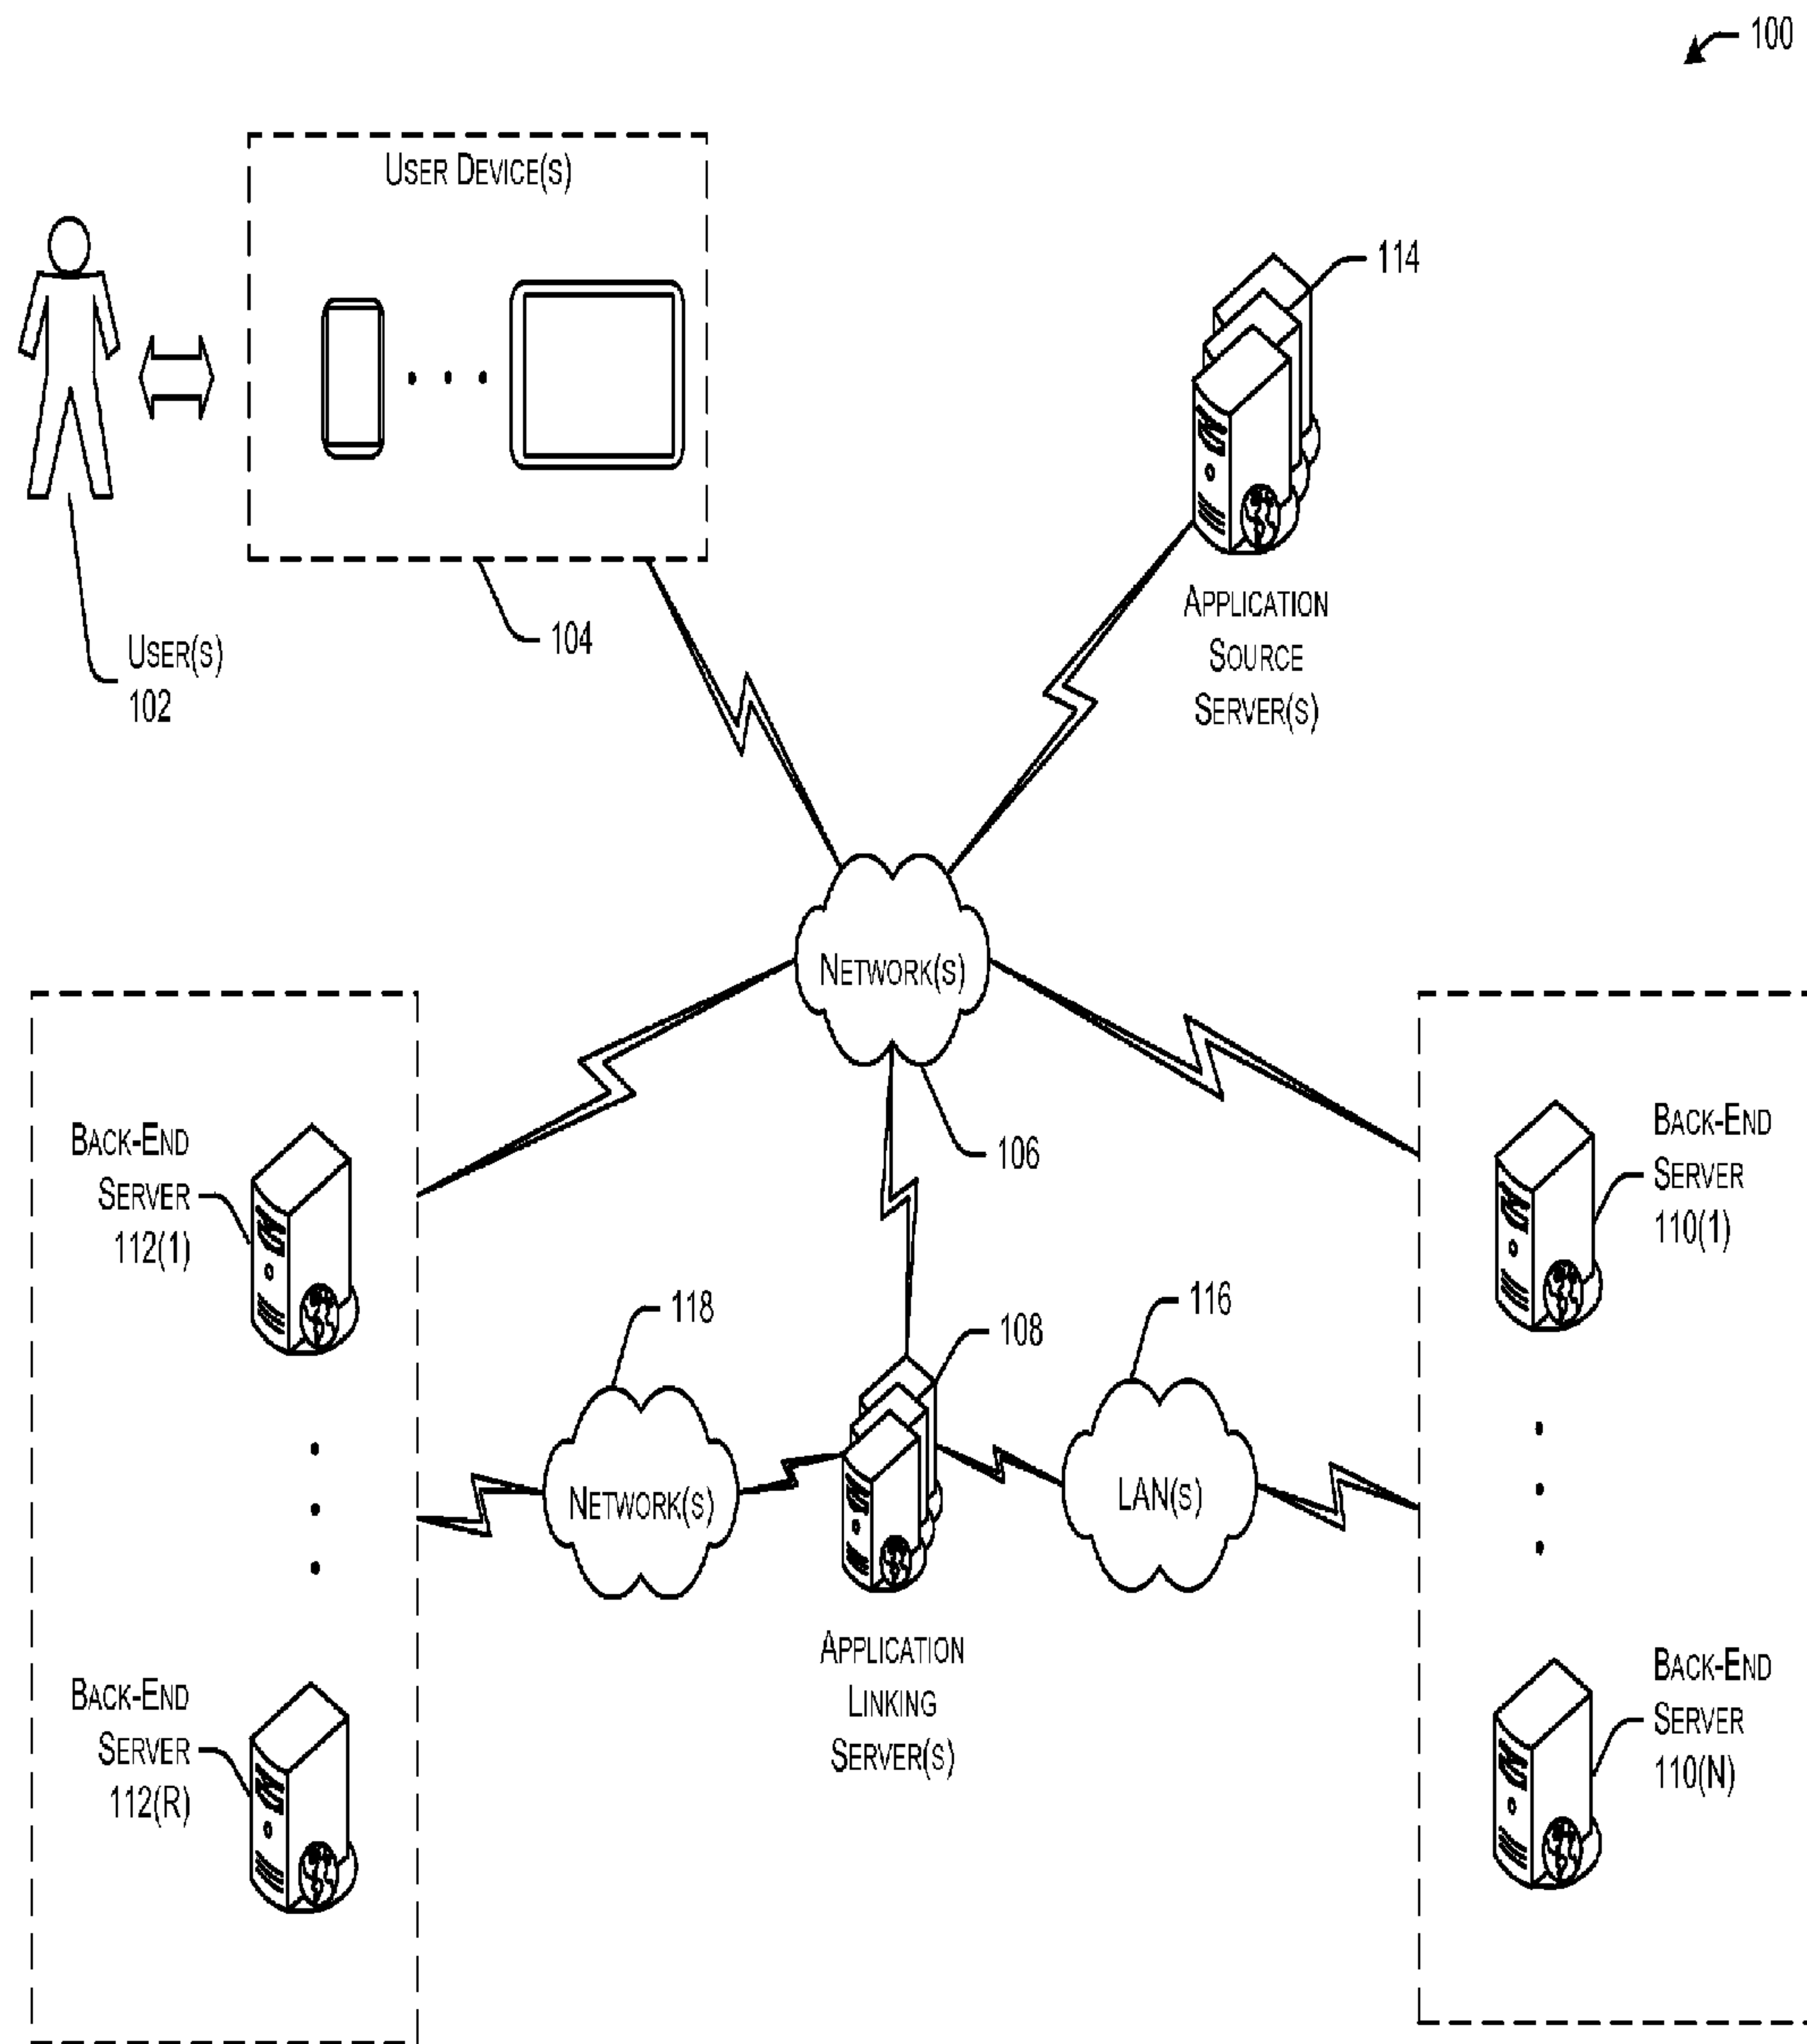 100
USER DEVICE(S)
114
104
USER(S)
102
APPLICATION
SOURCE
SERVER(S)
NETWORK(S)
106
BACK-END
SERVER
112(1)
BACK-END
SERVER
110(1)
118
108
116
NETWORK(S)
LAN(S)
APPLICATION
LINKING
SERVER(S)
BACK-END
SERVER
112(R)
BACK-END
SERVER
110(N)